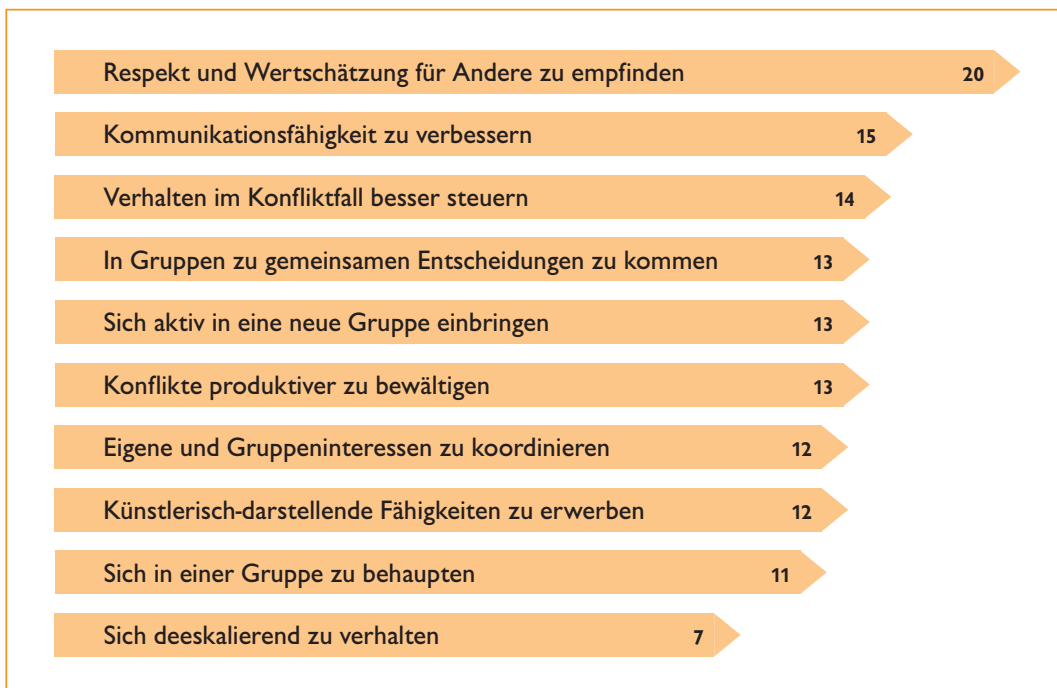 Respekt und Wertschätzung für Andere zu empfinden 20
Kommunikationsfähigkeit zu verbessern 15
Verhalten im Konfliktfall besser steuern 14
In Gruppen zu gemeinsamen Entscheidungen zu kommen 13
Sich aktiv in eine neue Gruppe einbringen 13
Konflikte produktiver zu bewältigen 13
Eigene und Gruppeninteressen zu koordinieren 12
Künstlerisch-darstellende Fähigkeiten zu erwerben 12
Sich in einer Gruppe zu behaupten 11
Sich deeskalierend zu verhalten 7